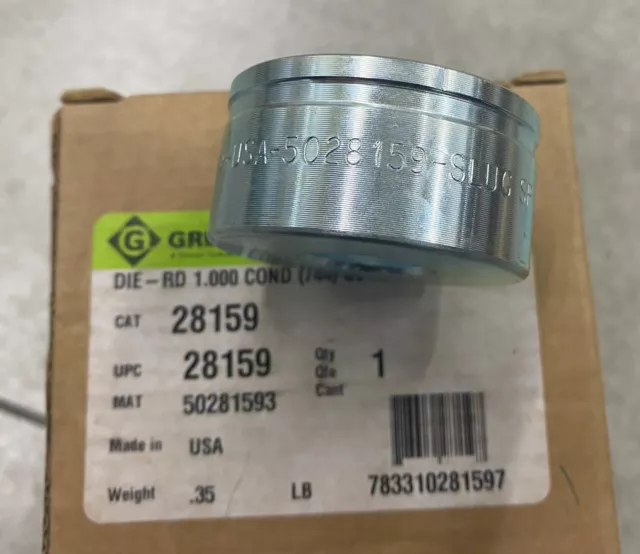 USA-5028159-SLUG
G
DIE-RD 1.000 COND
CAT 28159
UPC 28159 Qty Qte Cant 1
MAT 50281593
Made in USA
Weight .35 LB 783310281597